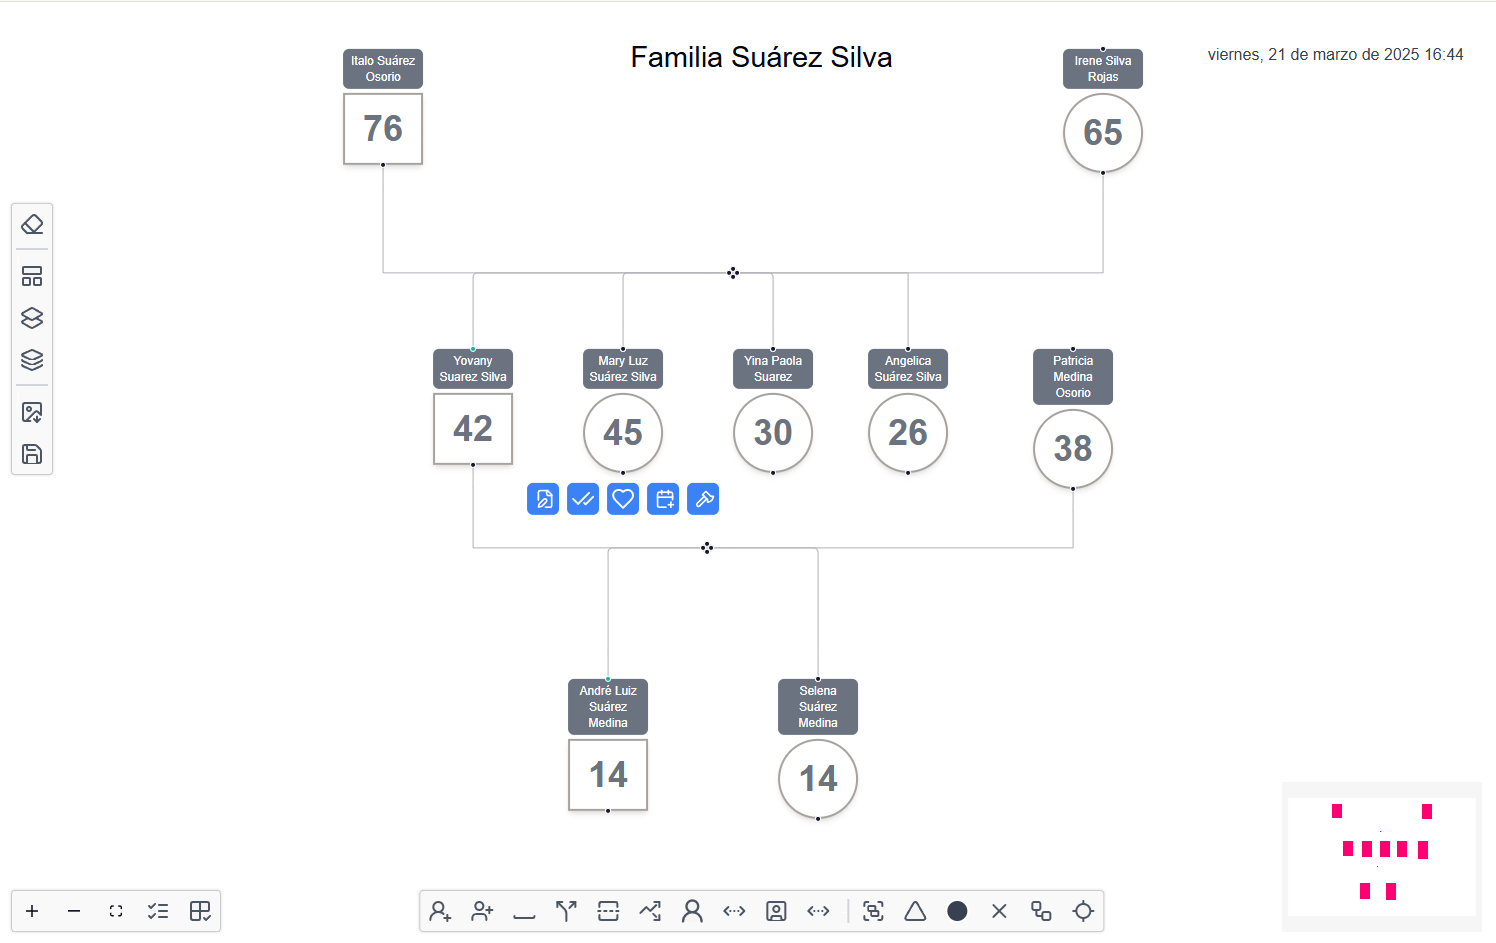 Familia Suárez Silva
viernes, 21 de marzo de 2025 16:44
Italo Suárez
Osorio
76
Irene Silva
Rojas
65
Yovany
Suarez Silva
42
Mary Luz
Suárez Silva
45
Yina Paola
Suarez
30
Angelica
Suárez Silva
26
Patricia
Medina
Osorio
38
André Luiz
Suárez
Medina
14
Selena
Suárez
Medina
14